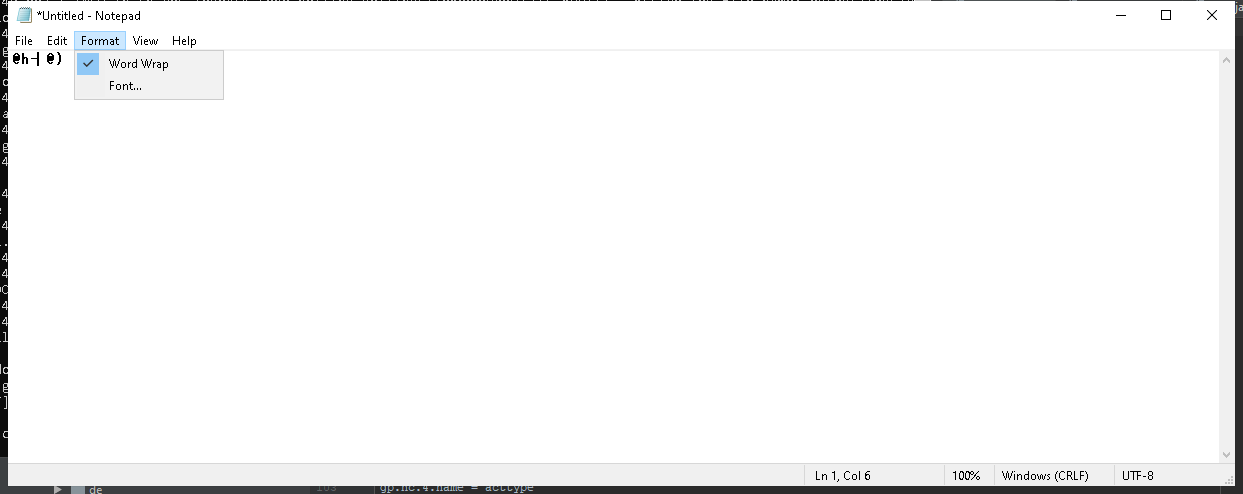 *Untitled - Notepad
File Edit Format View Help
@h-| @)
Word Wrap
Font...
Ln 1, Col 6
100%
Windows (CRLF)
UTF-8
de
gp.nc.4.name = acctype